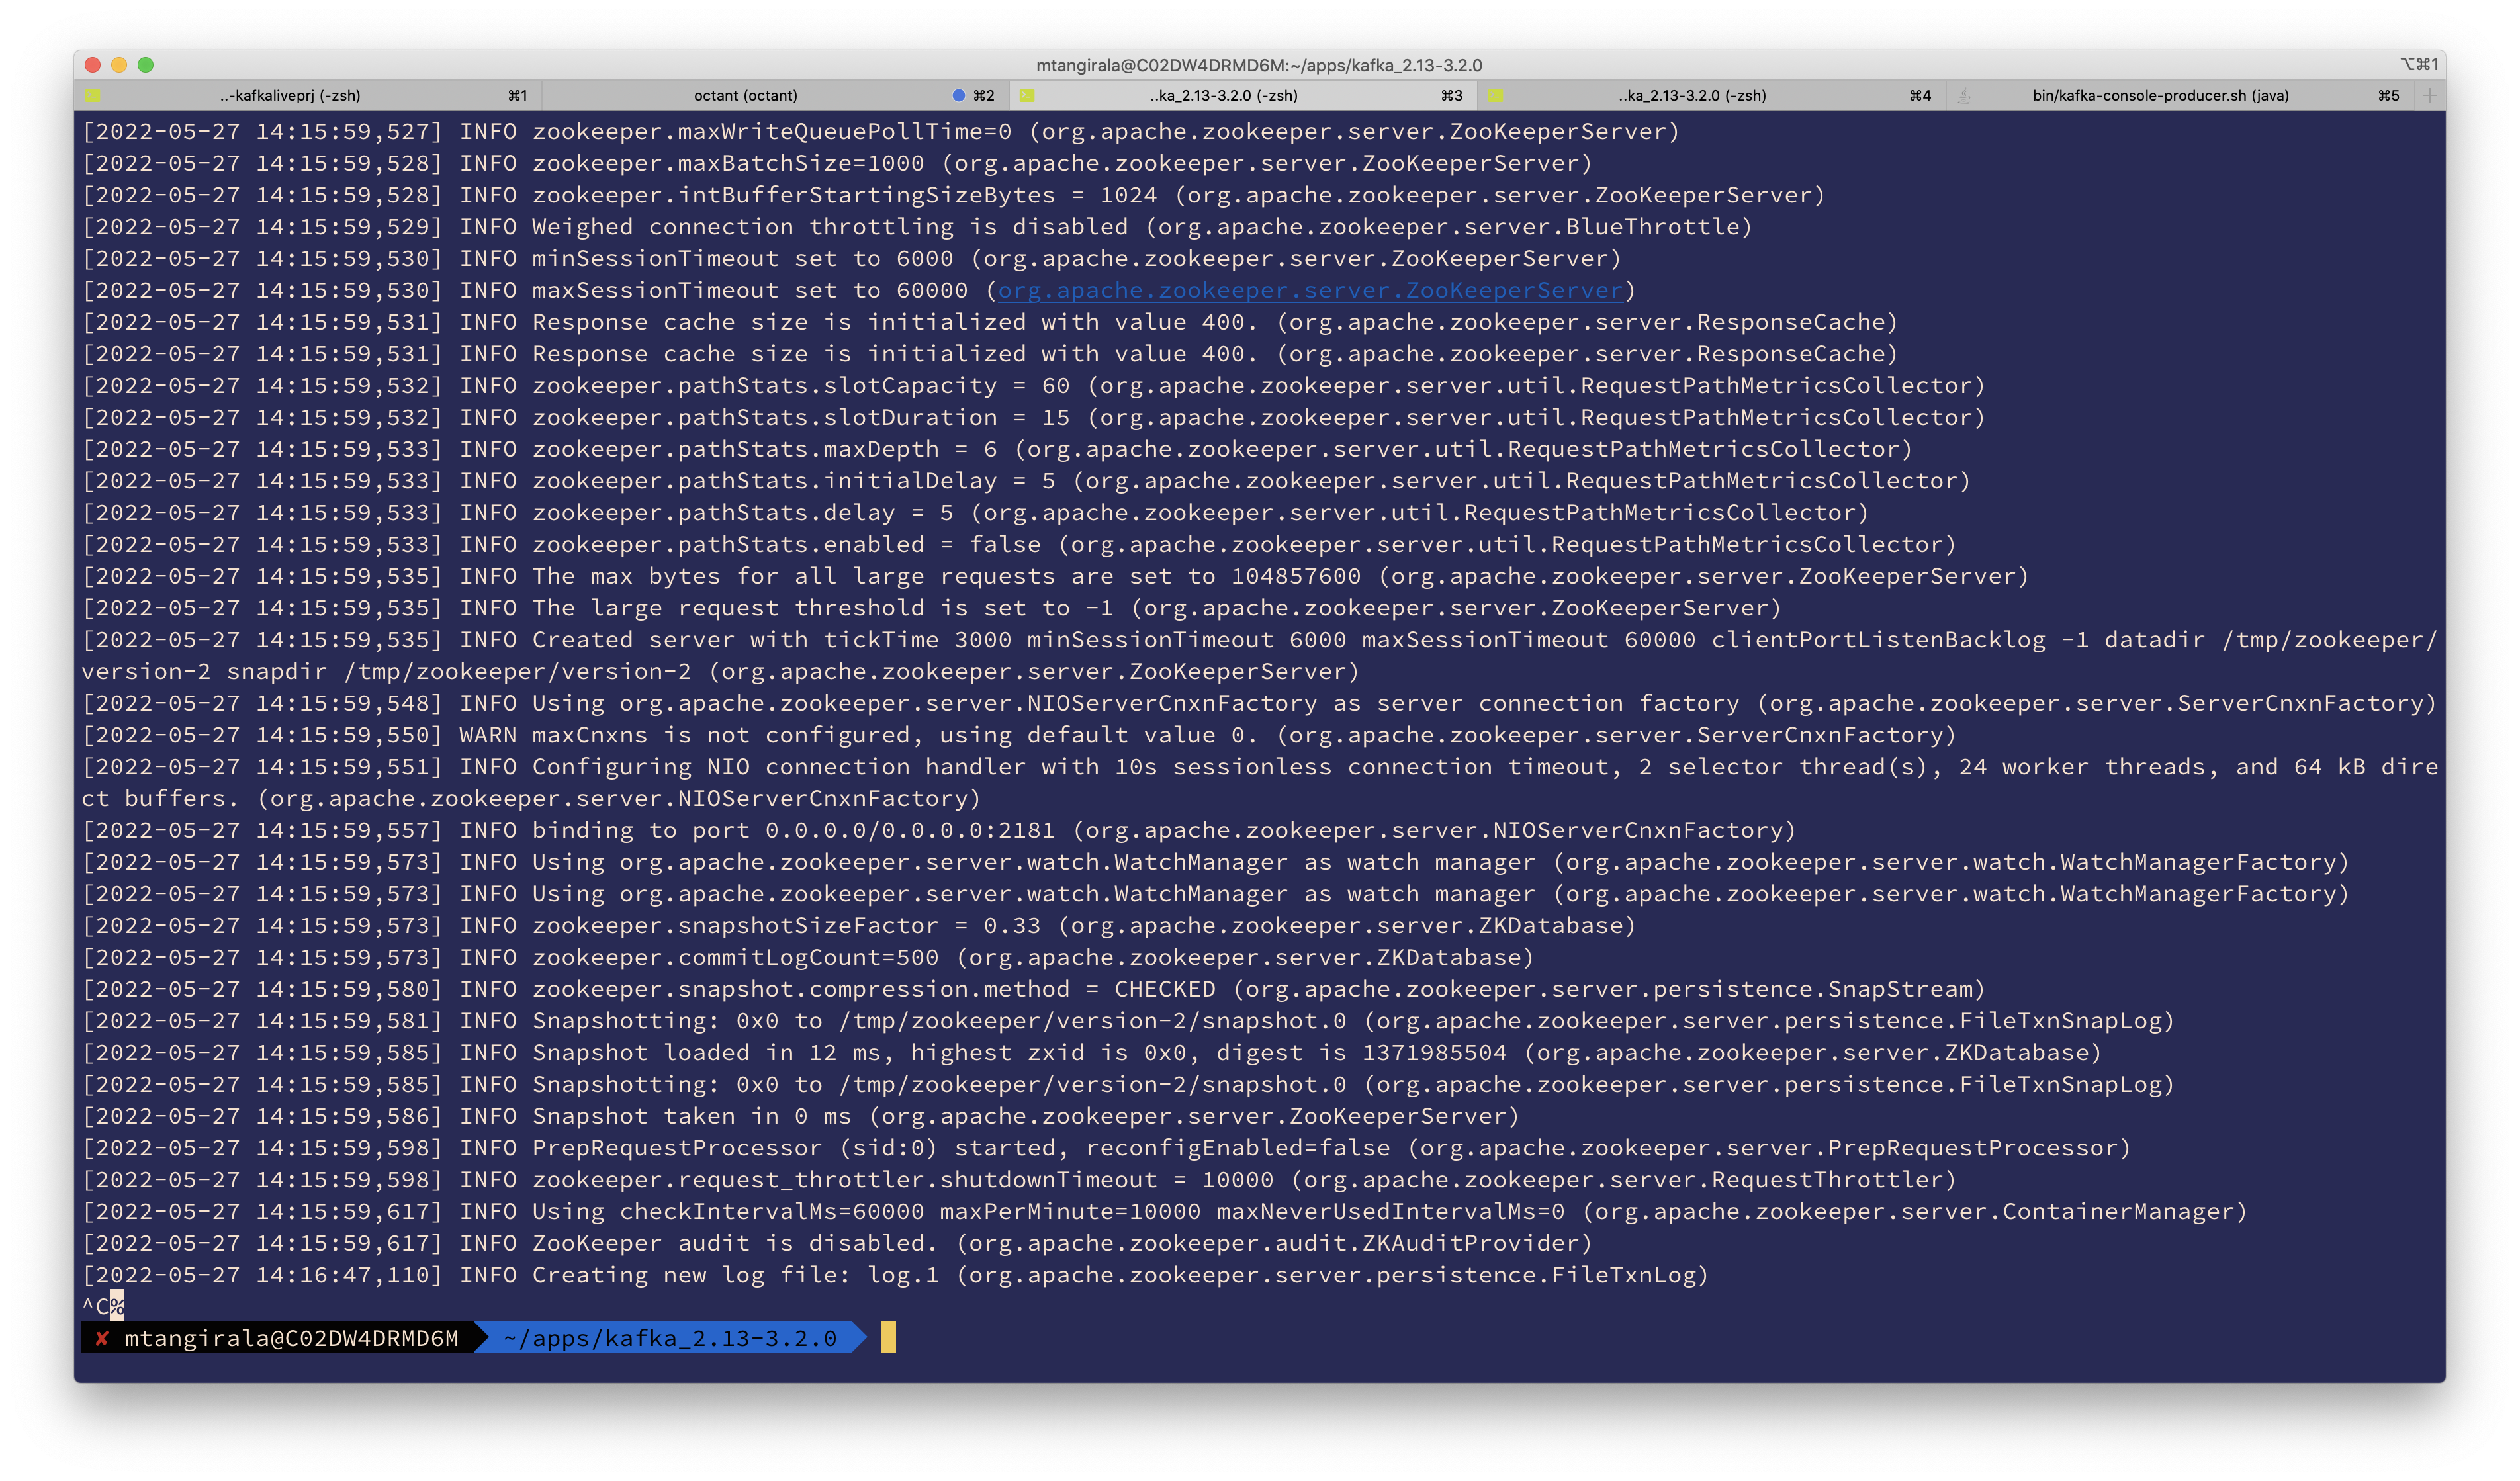 mtangirala@C02DW4DRMD6M:~/apps/kafka_2.13-3.2.0 ⌥⌘1
..-kafkaliveprj (-zsh) ⌘1 octant (octant) ⌘2 ..ka_2.13-3.2.0 (-zsh) ⌘3 ..ka_2.13-3.2.0 (-zsh) ⌘4 bin/kafka-console-producer.sh (java) ⌘5
[2022-05-27 14:15:59,527] INFO zookeeper.maxWriteQueuePollTime=0 (org.apache.zookeeper.server.ZooKeeperServer)
[2022-05-27 14:15:59,528] INFO zookeeper.maxBatchSize=1000 (org.apache.zookeeper.server.ZooKeeperServer)
[2022-05-27 14:15:59,528] INFO zookeeper.intBufferStartingSizeBytes = 1024 (org.apache.zookeeper.server.ZooKeeperServer)
[2022-05-27 14:15:59,529] INFO Weighed connection throttling is disabled (org.apache.zookeeper.server.BlueThrottle)
[2022-05-27 14:15:59,530] INFO minSessionTimeout set to 6000 (org.apache.zookeeper.server.ZooKeeperServer)
[2022-05-27 14:15:59,530] INFO maxSessionTimeout set to 60000 (org.apache.zookeeper.server.ZooKeeperServer)
[2022-05-27 14:15:59,531] INFO Response cache size is initialized with value 400. (org.apache.zookeeper.server.ResponseCache)
[2022-05-27 14:15:59,531] INFO Response cache size is initialized with value 400. (org.apache.zookeeper.server.ResponseCache)
[2022-05-27 14:15:59,532] INFO zookeeper.pathStats.slotCapacity = 60 (org.apache.zookeeper.server.util.RequestPathMetricsCollector)
[2022-05-27 14:15:59,532] INFO zookeeper.pathStats.slotDuration = 15 (org.apache.zookeeper.server.util.RequestPathMetricsCollector)
[2022-05-27 14:15:59,533] INFO zookeeper.pathStats.maxDepth = 6 (org.apache.zookeeper.server.util.RequestPathMetricsCollector)
[2022-05-27 14:15:59,533] INFO zookeeper.pathStats.initialDelay = 5 (org.apache.zookeeper.server.util.RequestPathMetricsCollector)
[2022-05-27 14:15:59,533] INFO zookeeper.pathStats.delay = 5 (org.apache.zookeeper.server.util.RequestPathMetricsCollector)
[2022-05-27 14:15:59,533] INFO zookeeper.pathStats.enabled = false (org.apache.zookeeper.server.util.RequestPathMetricsCollector)
[2022-05-27 14:15:59,535] INFO The max bytes for all large requests are set to 104857600 (org.apache.zookeeper.server.ZooKeeperServer)
[2022-05-27 14:15:59,535] INFO The large request threshold is set to -1 (org.apache.zookeeper.server.ZooKeeperServer)
[2022-05-27 14:15:59,535] INFO Created server with tickTime 3000 minSessionTimeout 6000 maxSessionTimeout 60000 clientPortListenBacklog -1 datadir /tmp/zookeeper/
version-2 snapdir /tmp/zookeeper/version-2 (org.apache.zookeeper.server.ZooKeeperServer)
[2022-05-27 14:15:59,548] INFO Using org.apache.zookeeper.server.NIOServerCnxnFactory as server connection factory (org.apache.zookeeper.server.ServerCnxnFactory)
[2022-05-27 14:15:59,550] WARN maxCnxns is not configured, using default value 0. (org.apache.zookeeper.server.ServerCnxnFactory)
[2022-05-27 14:15:59,551] INFO Configuring NIO connection handler with 10s sessionless connection timeout, 2 selector thread(s), 24 worker threads, and 64 kB dire
ct buffers. (org.apache.zookeeper.server.NIOServerCnxnFactory)
[2022-05-27 14:15:59,557] INFO binding to port 0.0.0.0/0.0.0.0:2181 (org.apache.zookeeper.server.NIOServerCnxnFactory)
[2022-05-27 14:15:59,573] INFO Using org.apache.zookeeper.server.watch.WatchManager as watch manager (org.apache.zookeeper.server.watch.WatchManagerFactory)
[2022-05-27 14:15:59,573] INFO Using org.apache.zookeeper.server.watch.WatchManager as watch manager (org.apache.zookeeper.server.watch.WatchManagerFactory)
[2022-05-27 14:15:59,573] INFO zookeeper.snapshotSizeFactor = 0.33 (org.apache.zookeeper.server.ZKDatabase)
[2022-05-27 14:15:59,573] INFO zookeeper.commitLogCount=500 (org.apache.zookeeper.server.ZKDatabase)
[2022-05-27 14:15:59,580] INFO zookeeper.snapshot.compression.method = CHECKED (org.apache.zookeeper.server.persistence.SnapStream)
[2022-05-27 14:15:59,581] INFO Snapshotting: 0x0 to /tmp/zookeeper/version-2/snapshot.0 (org.apache.zookeeper.server.persistence.FileTxnSnapLog)
[2022-05-27 14:15:59,585] INFO Snapshot loaded in 12 ms, highest zxid is 0x0, digest is 1371985504 (org.apache.zookeeper.server.ZKDatabase)
[2022-05-27 14:15:59,585] INFO Snapshotting: 0x0 to /tmp/zookeeper/version-2/snapshot.0 (org.apache.zookeeper.server.persistence.FileTxnSnapLog)
[2022-05-27 14:15:59,586] INFO Snapshot taken in 0 ms (org.apache.zookeeper.server.ZooKeeperServer)
[2022-05-27 14:15:59,598] INFO PrepRequestProcessor (sid:0) started, reconfigEnabled=false (org.apache.zookeeper.server.PrepRequestProcessor)
[2022-05-27 14:15:59,598] INFO zookeeper.request_throttler.shutdownTimeout = 10000 (org.apache.zookeeper.server.RequestThrottler)
[2022-05-27 14:15:59,617] INFO Using checkIntervalMs=60000 maxPerMinute=10000 maxNeverUsedIntervalMs=0 (org.apache.zookeeper.server.ContainerManager)
[2022-05-27 14:15:59,617] INFO ZooKeeper audit is disabled. (org.apache.zookeeper.audit.ZKAuditProvider)
[2022-05-27 14:16:47,110] INFO Creating new log file: log.1 (org.apache.zookeeper.server.persistence.FileTxnLog)
^C%
✘ mtangirala@C02DW4DRMD6M ~/apps/kafka_2.13-3.2.0